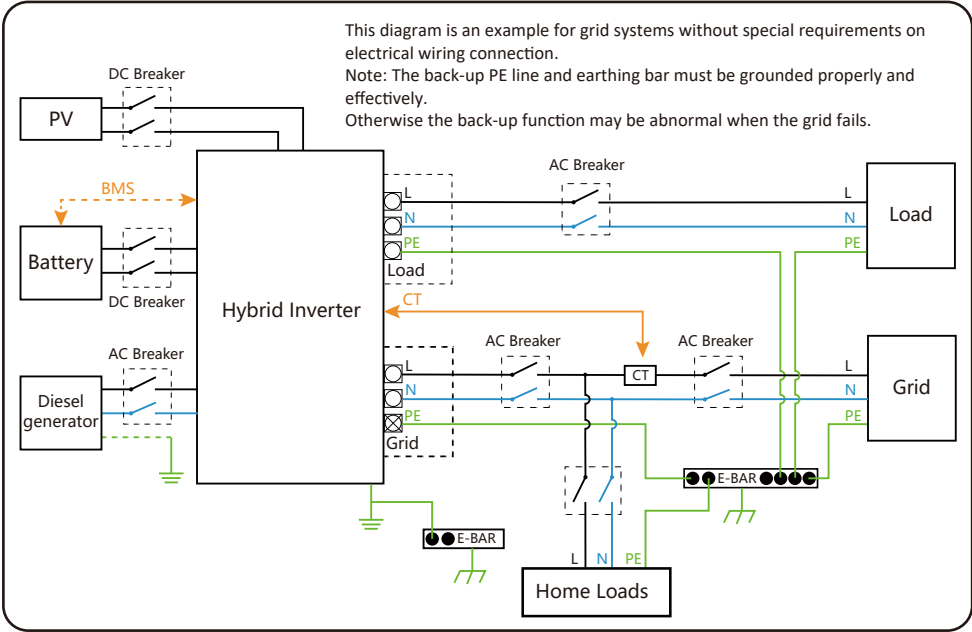 This diagram is an example for grid systems without special requirements on
electrical wiring connection.
Note: The back-up PE line and earthing bar must be grounded properly and
effectively.
Otherwise the back-up function may be abnormal when the grid fails.
DC Breaker
PV
AC Breaker
BMS
L
L
N
N
Load
PE
PE
Battery
Load
DC Breaker
Hybrid Inverter
CT
AC Breaker
AC Breaker
AC Breaker
L
CT
L
N
N
Grid
Diesel
generator
PE
PE
Grid
E-BAR
E-BAR
L
N
PE
Home Loads